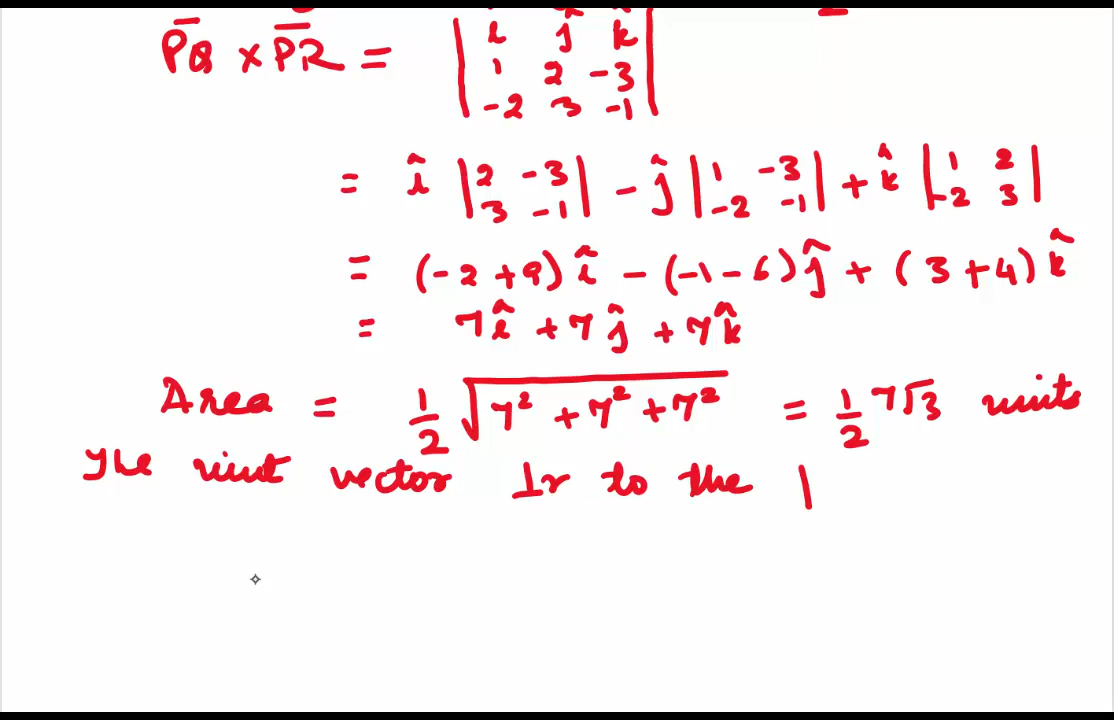 î ĵ k̂
P̅Q̅ × P̅R̅ = | 1 2 -3 |
-2 3 -1
= î |2 -3 3 -1| - ĵ |1 -3 -2 -1| + k̂ |1 2 -2 3|
= (-2 + 9) î - (-1 - 6) ĵ + (3 + 4) k̂
= 7î + 7ĵ + 7k̂
Area = 1/2 √(7² + 7² + 7²) = 1/2 7√3 units
The unit vector ⊥r to the